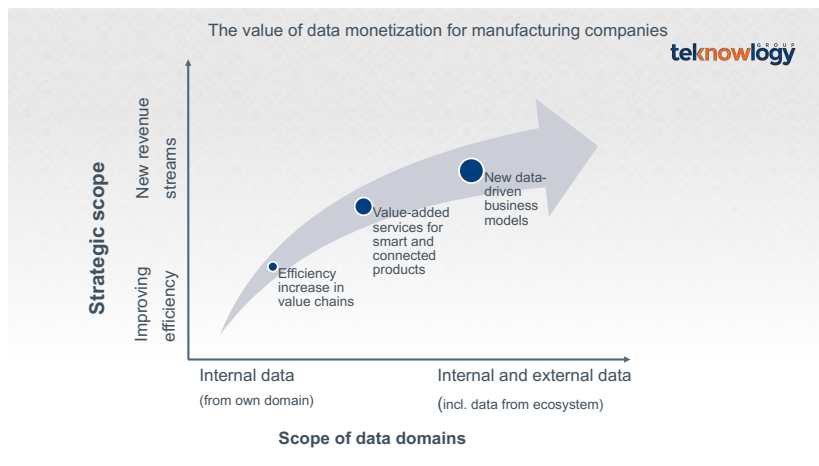 The value of data monetization for manufacturing companies
GROUP
teknowlogy
Strategic scope
New revenue
streams
Improving
efficiency
New data-
driven
business
models
Value-added
services for
smart and
connected
products
Efficiency
increase in
value chains
Internal data
(from own domain)
Internal and external data
(incl. data from ecosystem)
Scope of data domains